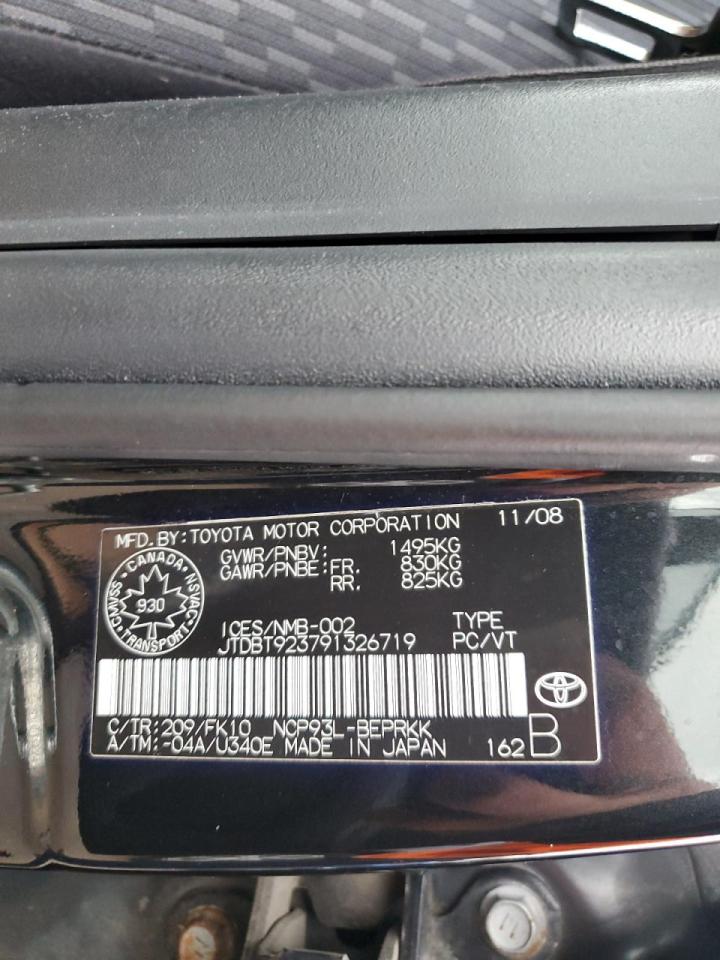 MFD. BY: TOYOTA MOTOR CORPORATION 11/08
GVWR/PNBV: 1495KG
GAWR/PNBE: FR. 830KG
RR. 825KG
CANADA
CMVSS NSVAC
930
TRANSPORT
ICES/NMB-002 TYPE
JTDBT923791326719 PC/VT
C/TR: 209/FK10 NCP93L-BEPRKK
A/TM: -04A/U340E MADE IN JAPAN 162 B